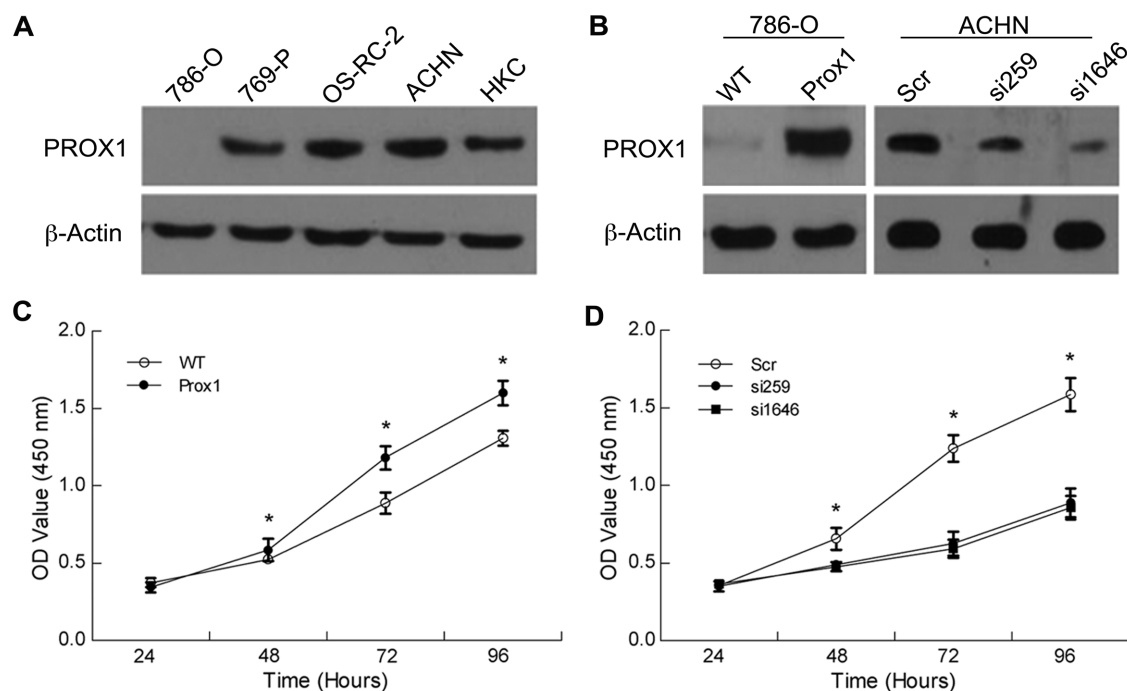 A
786-O 769-P OS-RC-2 ACHN HKC
PROX1
β-Actin
B
786-O ACHN
WT Prox1 Scr si259 si1646
PROX1
β-Actin
C
2.0
1.5
1.0
0.5
0.0
OD Value (450 nm)
WT
Prox1
* * *
24 48 72 96
Time (Hours)
D
2.0
1.5
1.0
0.5
0.0
OD Value (450 nm)
Scr
si259
si1646
* * *
24 48 72 96
Time (Hours)